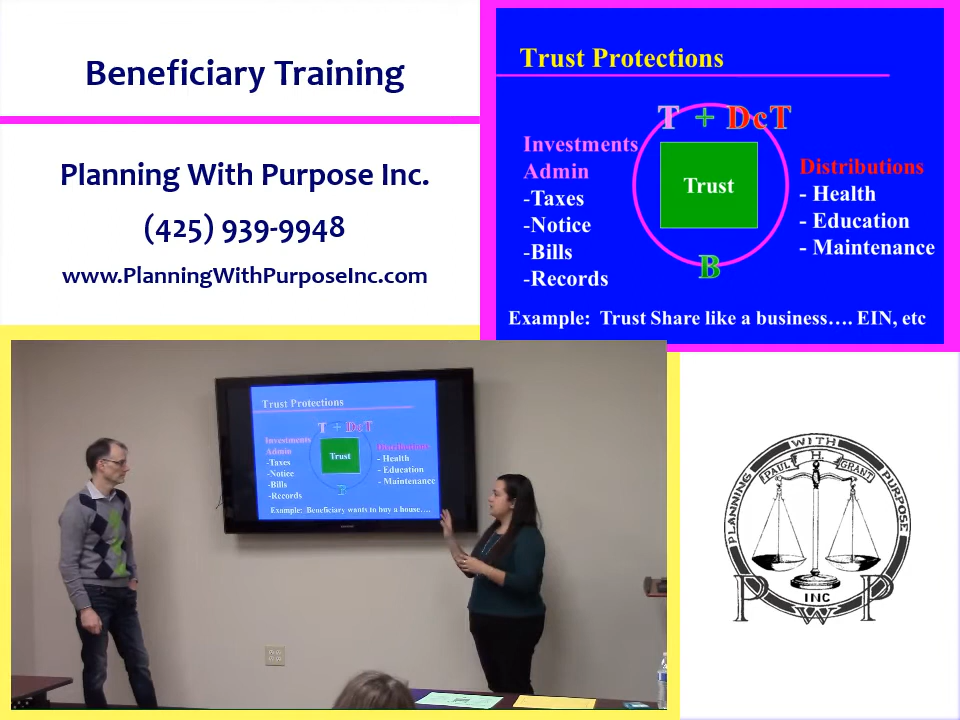 Beneficiary Training
Planning With Purpose Inc.
(425) 939-9948
www.PlanningWithPurposeInc.com
Trust Protections
T + DcT
Investments
Admin
-Taxes
-Notice
-Bills
-Records
Trust
B
Distributions
- Health
- Education
- Maintenance
Example: Trust Share like a business.... EIN, etc
Trust Protections
T + DcT
Investments
Admin
-Taxes
-Notice
-Bills
-Records
Trust
B
Distributions
- Health
- Education
- Maintenance
Example: Beneficiary wants to buy a house....
PLANNING WITH PURPOSE
PAUL H. GRANT
INC
PWP